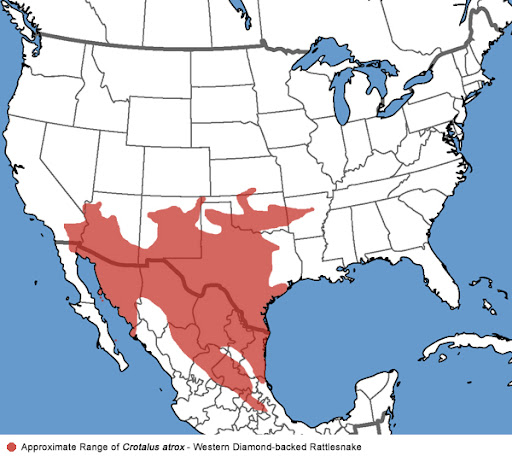 Approximate Range of Crotalus atrox - Western Diamond-backed Rattlesnake